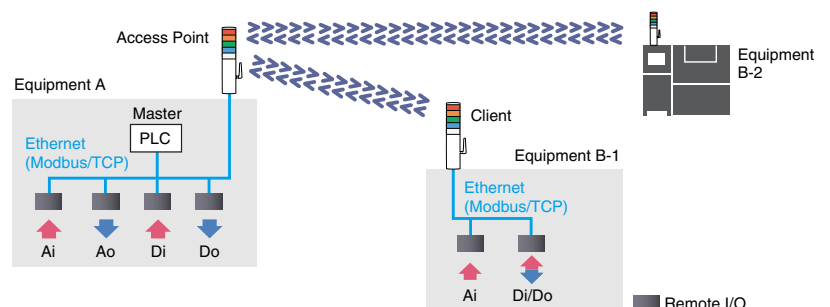 Access Point
Equipment
B-2
Equipment A
Master
PLC
Client
Ethernet
(Modbus/TCP)
Equipment B-1
Ethernet
(Modbus/TCP)
Ai
Ao
Di
Do
Ai
Di/Do
Remote I/O